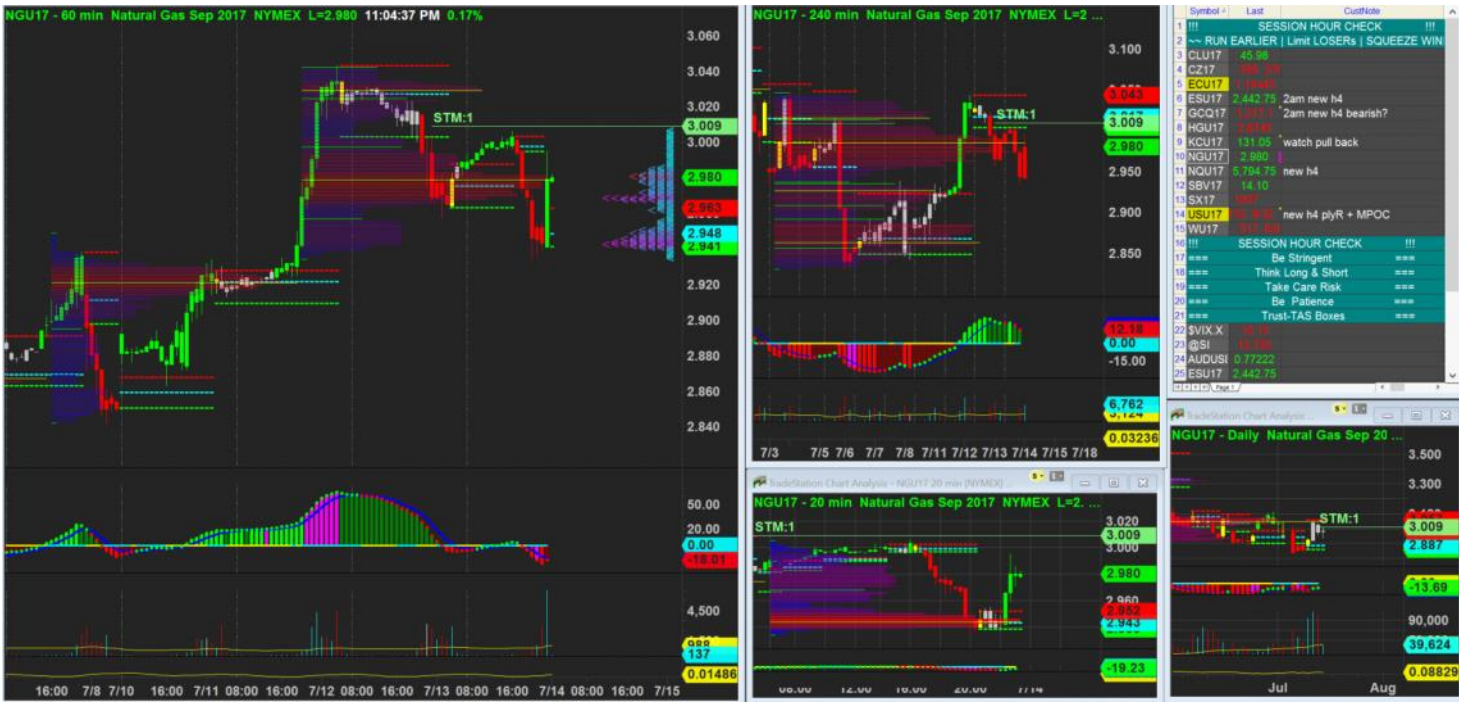 NGU17 - 60 min Natural Gas Sep 2017 NYMEX L=2.980 11:04:37 PM 0.17%
3.060
3.040
3.020
STM:1
3.009
3.000
2.980
2.963
2.948
2.941
2.920
2.900
2.880
2.860
2.840
50.00
20.00
0.00
-18.01
4,500
988
137
0.01486
16:00 7/8 7/10 16:00 7/11 08:00 16:00 7/12 08:00 16:00 7/13 08:00 16:00 7/14 08:00 16:00 7/15
NGU17 - 240 min Natural Gas Sep 2017 NYMEX L=2 ...
3.100
3.043
STM:1
3.009
2.980
2.950
2.900
2.850
12.18
0.00
-15.00
6,762
0.03236
7/3 7/5 7/6 7/7 7/8 7/11 7/12 7/13 7/14 7/15 7/18
TradeStation Chart Analysis - NGU17 20 min [NYMEX]
NGU17 - 20 min Natural Gas Sep 2017 NYMEX L=2. ...
STM:1
3.020
3.009
3.000
2.980
2.960
2.952
2.943
-19.23
08:00 12:00 16:00 20:00 7/14
Symbol Last CustNote
1 !!! SESSION HOUR CHECK !!!
2 ~~ RUN EARLIER | Limit LOSERs | SQUEEZE WIN
3 CLU17 45.98
4 CZ17
5 ECU17
6 ESU17 2,442.75 2am new h4
7 GCQ17 2am new h4 bearish?
8 HGU17
9 KCU17 131.05 watch pull back
10 NGU17 2.980
11 NQU17 5,794.75 new h4
12 SBV17 14.10
13 SX17
14 USU17 new h4 plyR + MPOC
15 WU17
16 !!! SESSION HOUR CHECK !!!
17 === Be Stringent ===
18 === Think Long & Short ===
19 === Take Care Risk ===
20 === Be Patience ===
21 === Trust-TAS Boxes ===
22 $VIX.X
23 @SI
24 AUDUSI 0.77222
25 ESU17 2,442.75
Page 1
TradeStation Chart Analysis ...
NGU17 - Daily Natural Gas Sep 20 ...
3.500
3.300
STM:1
3.009
2.887
-13.69
90,000
39,624
0.08829
Jul Aug